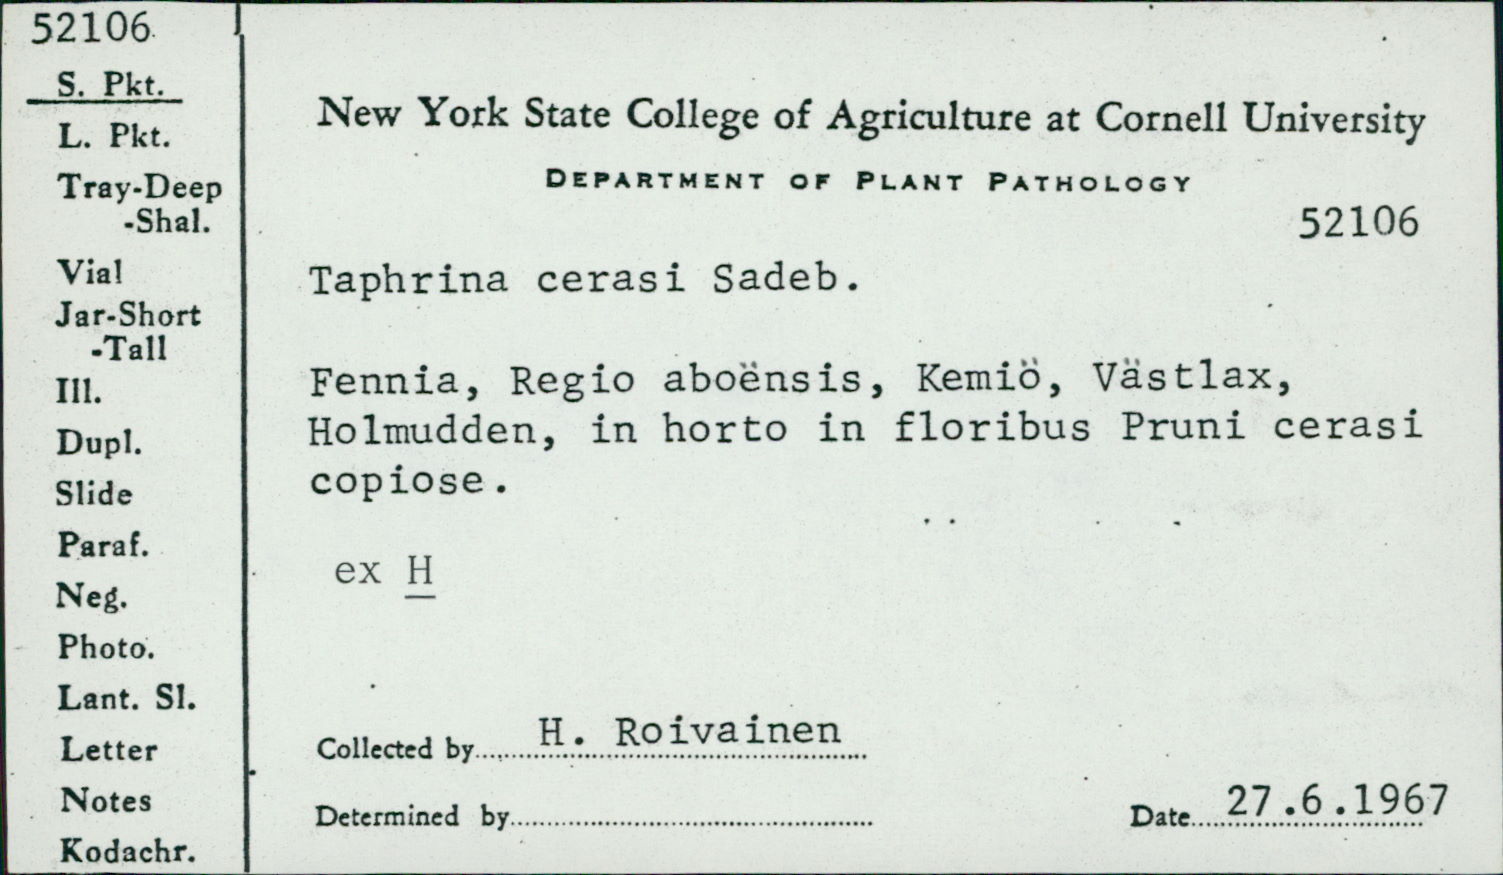 52106
S. Pkt.
L. Pkt.
Tray-Deep
-Shal.
Vial
Jar-Short
-Tall
Ill.
Dupl.
Slide
Paraf.
Neg.
Photo.
Lant. Sl.
Letter
Notes
Kodachr.
New York State College of Agriculture at Cornell University
DEPARTMENT OF PLANT PATHOLOGY
52106
Taphrina cerasi Sadeb.
Fennia, Regio aboënsis, Kemiö, Västlax,
Holmudden, in horto in floribus Pruni cerasi
copiose.
ex H
Collected by H. Roivainen
Determined by
Date 27.6.1967